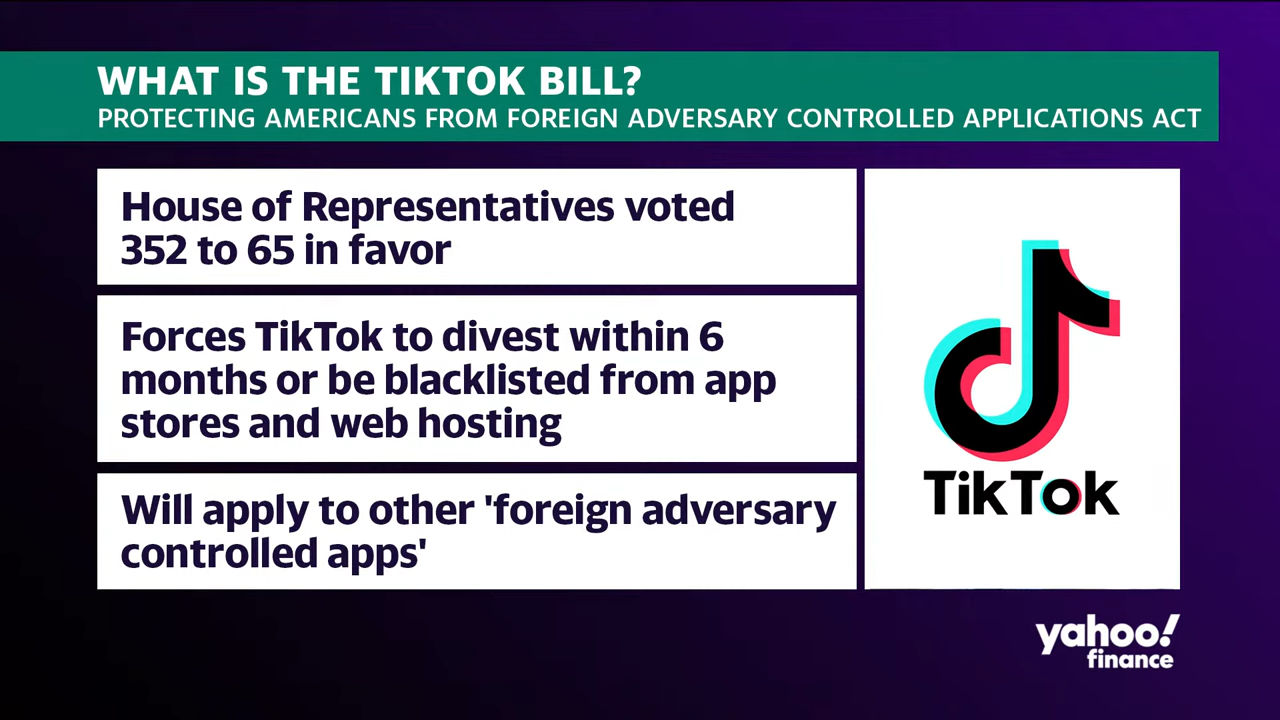 WHAT IS THE TIKTOK BILL?
PROTECTING AMERICANS FROM FOREIGN ADVERSARY CONTROLLED APPLICATIONS ACT
House of Representatives voted
352 to 65 in favor
Forces TikTok to divest within 6
months or be blacklisted from app
stores and web hosting
Will apply to other 'foreign adversary
controlled apps'
TikTok
yahoo!
finance